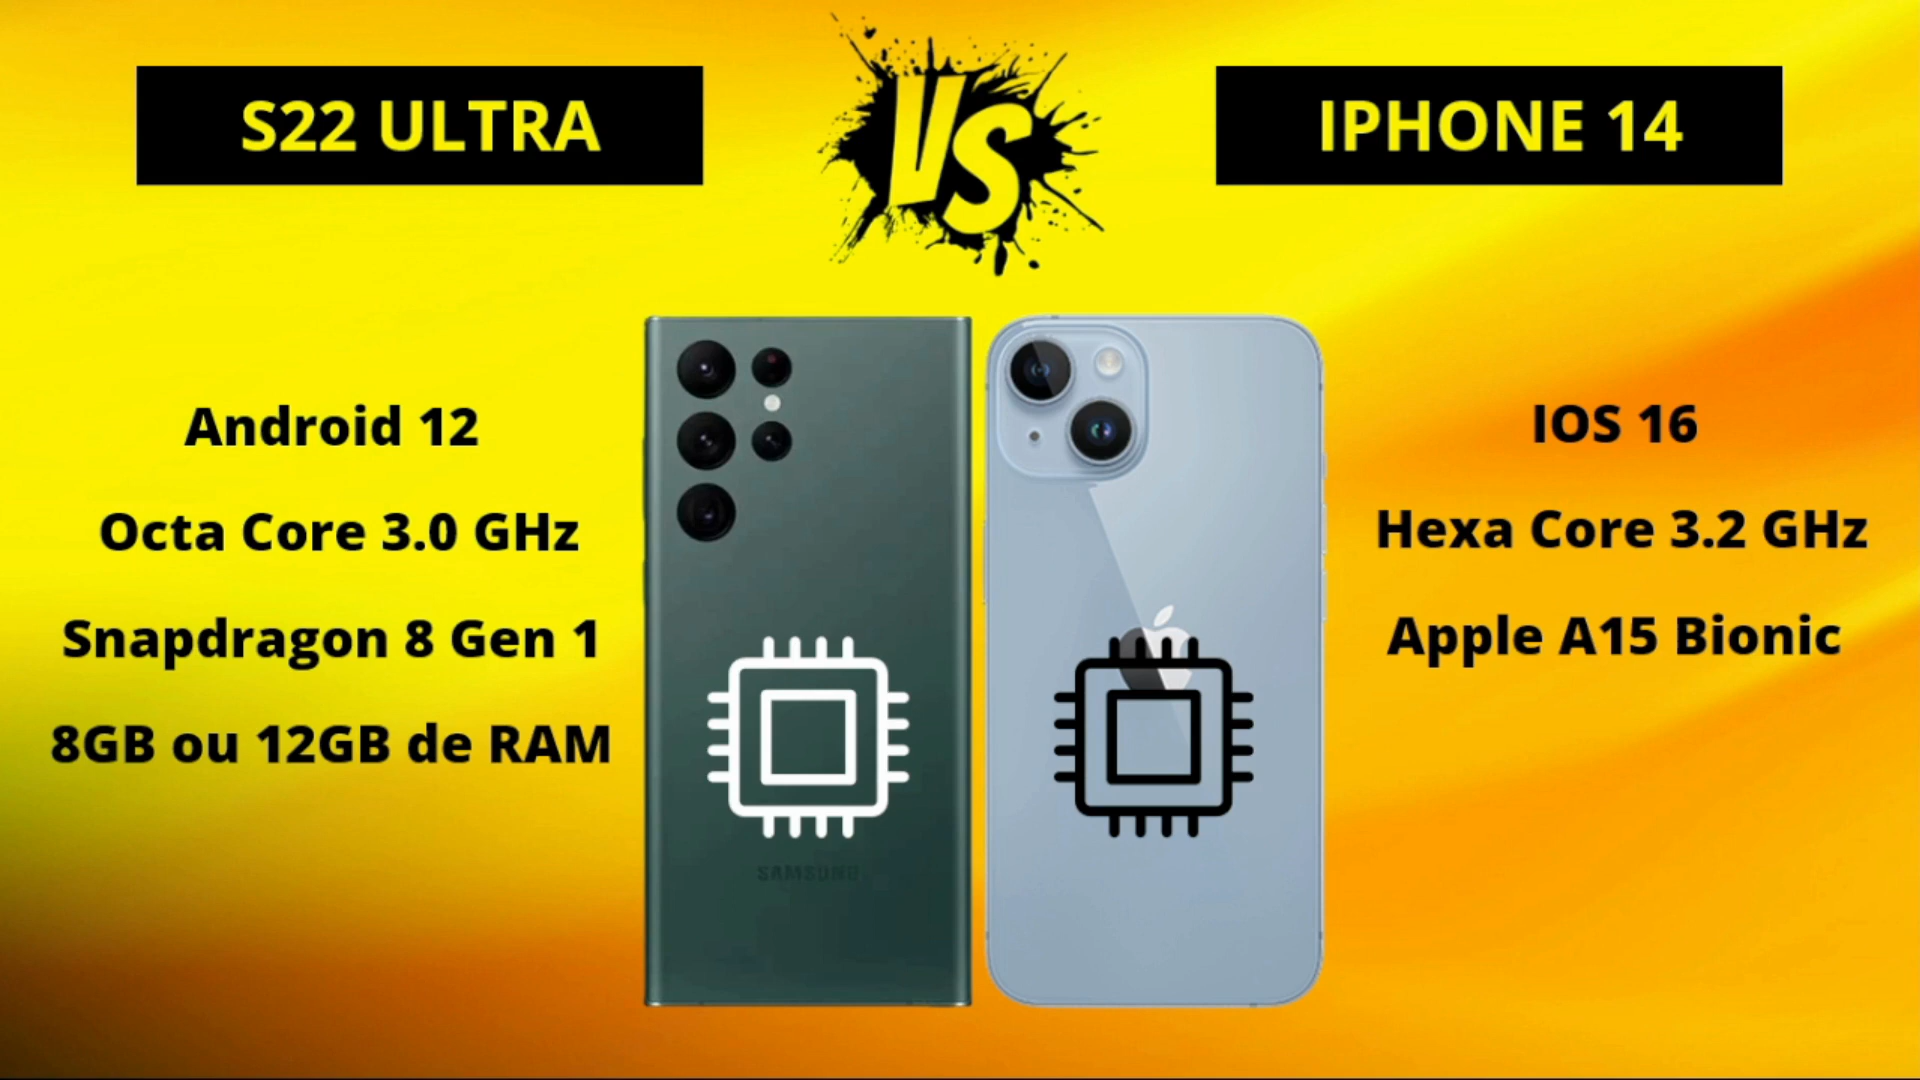 S22 ULTRA
VS
IPHONE 14
Android 12
Octa Core 3.0 GHz
Snapdragon 8 Gen 1
8GB ou 12GB de RAM
SAMSUNG
IOS 16
Hexa Core 3.2 GHz
Apple A15 Bionic